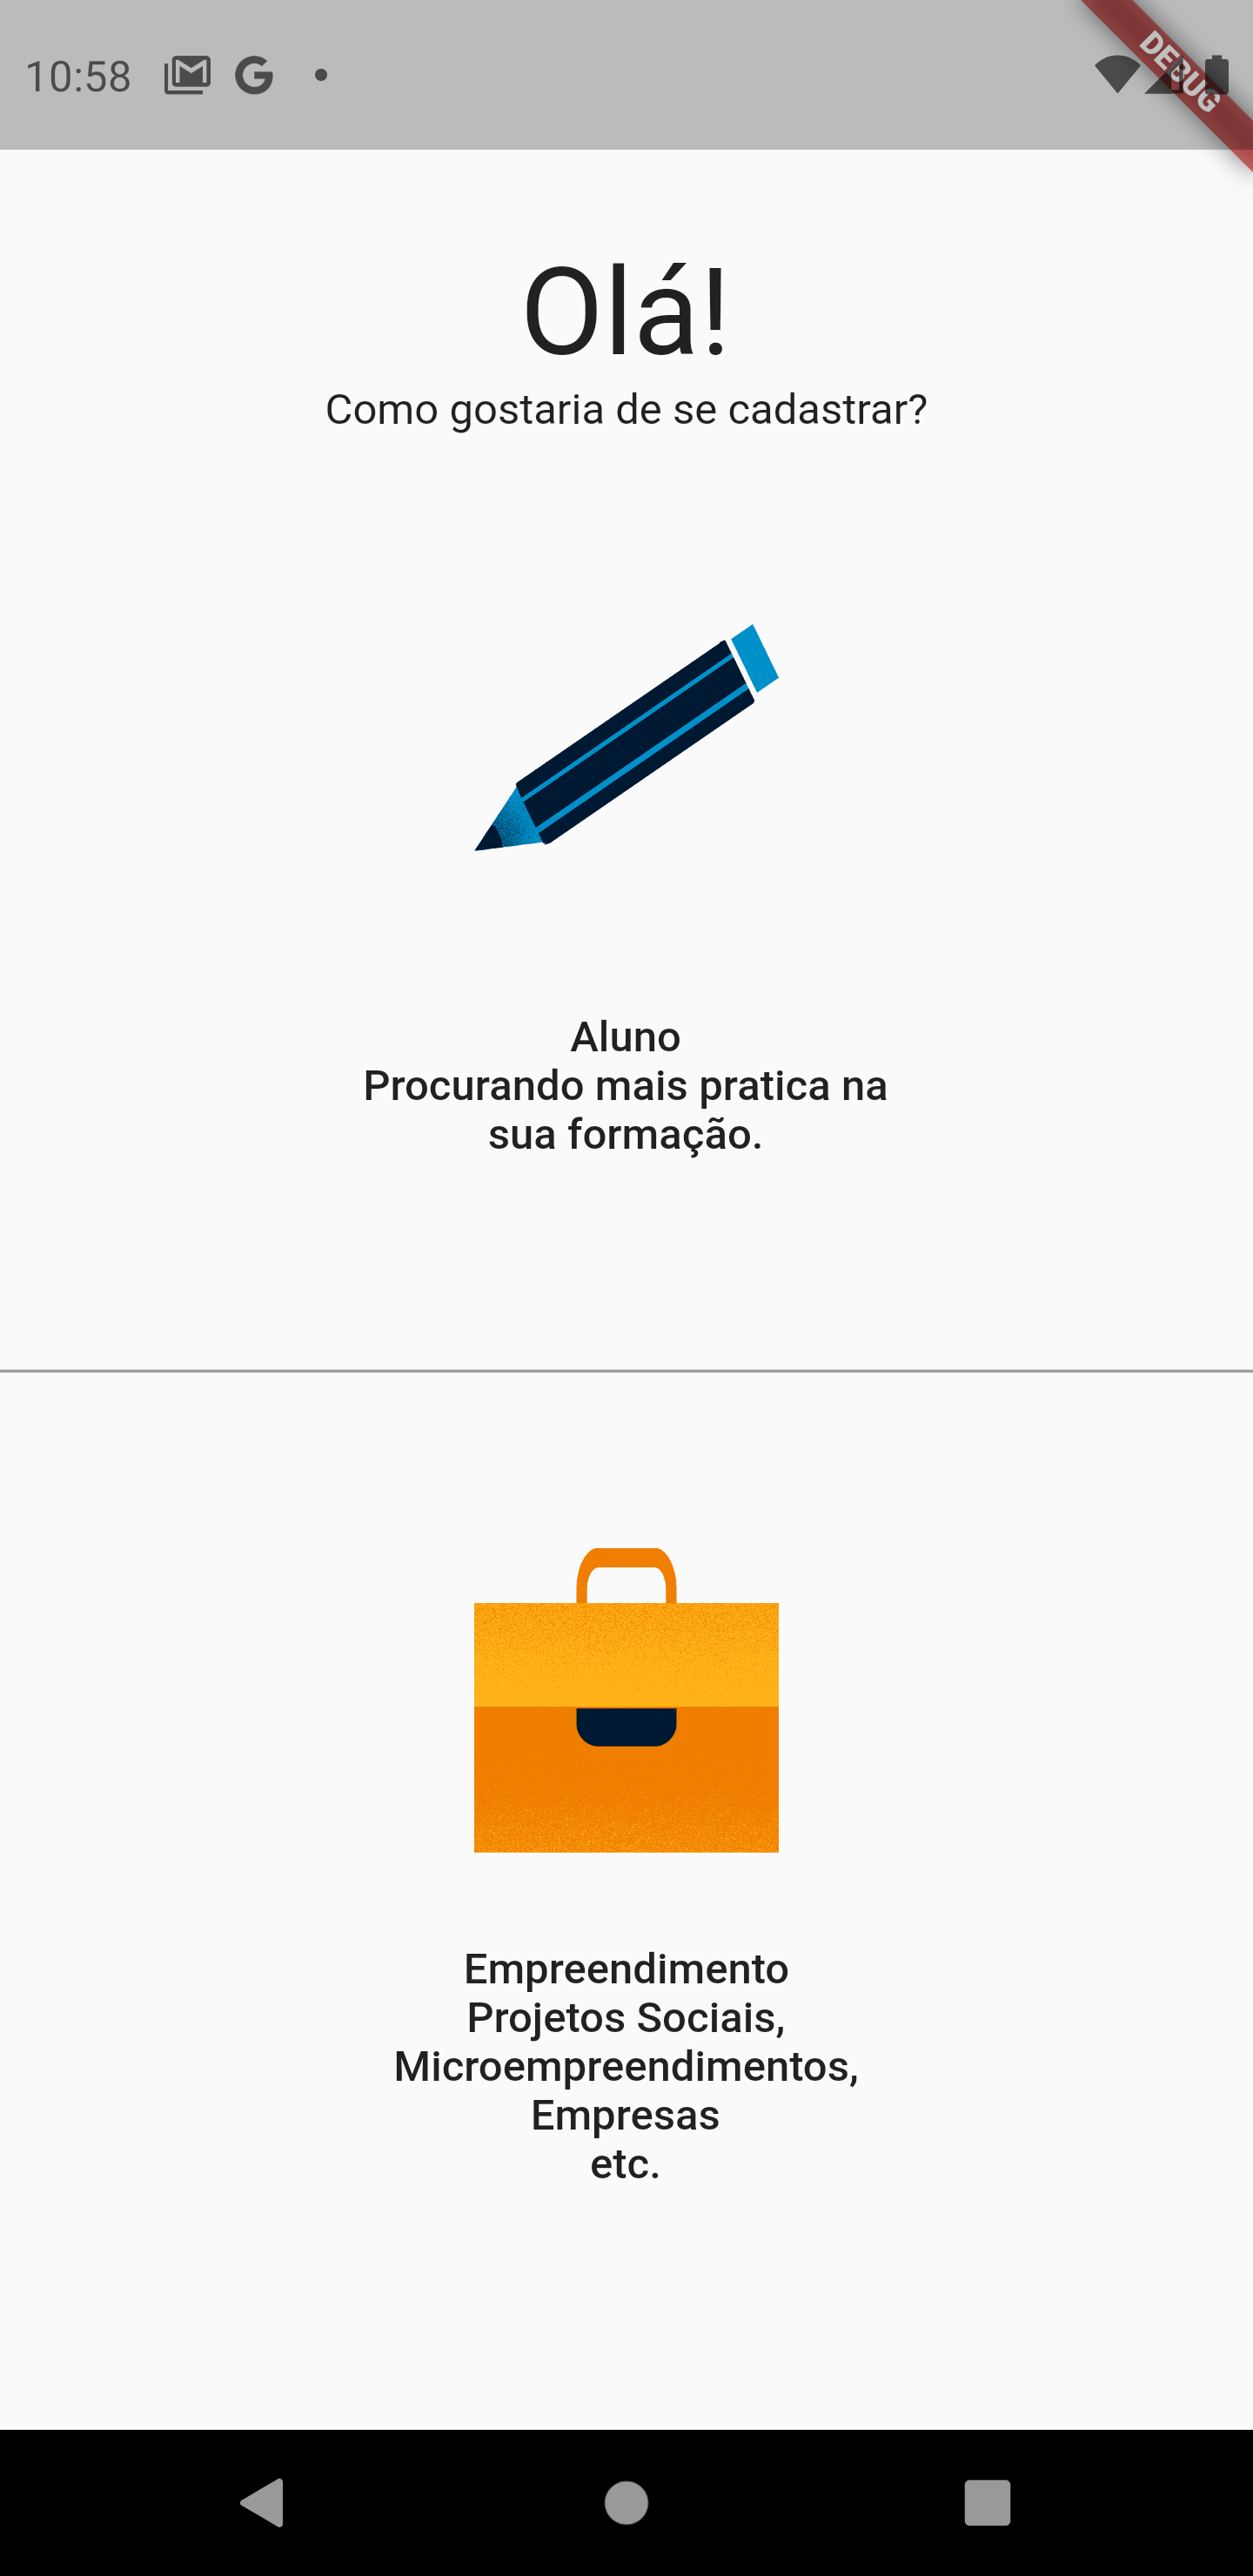 10:58
DEBUG
Olá!
Como gostaria de se cadastrar?
Aluno
Procurando mais pratica na
sua formação.
Empreendimento
Projetos Sociais,
Microempreendimentos,
Empresas
etc.